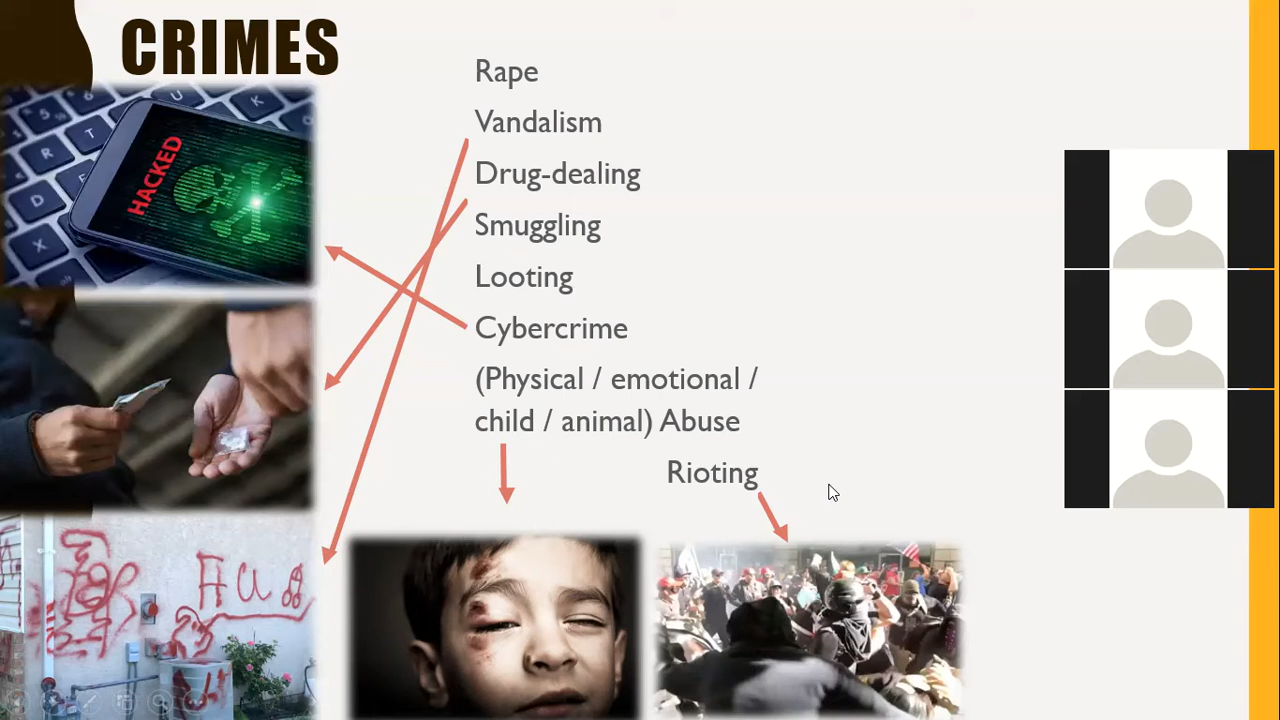 CRIMES
Rape
Vandalism
Drug-dealing
Smuggling
Looting
Cybercrime
(Physical / emotional /
child / animal) Abuse
Rioting
HACKED